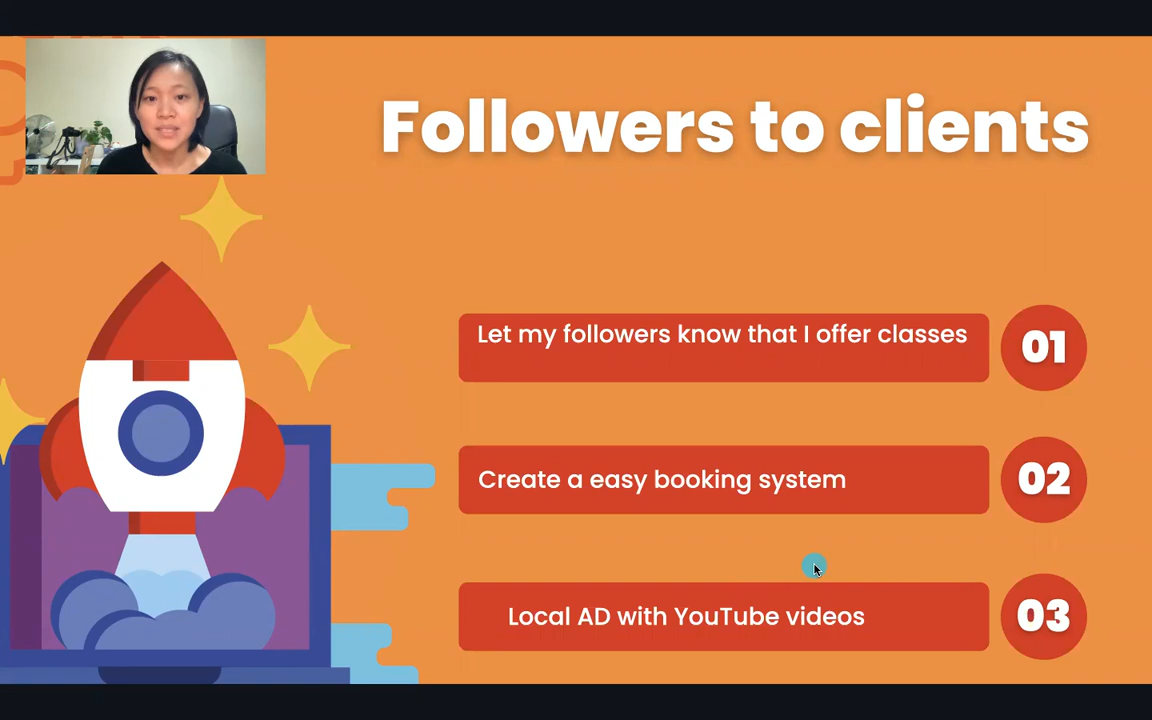 Followers to clients
Let my followers know that I offer classes
01
Create a easy booking system
02
Local AD with YouTube videos
03